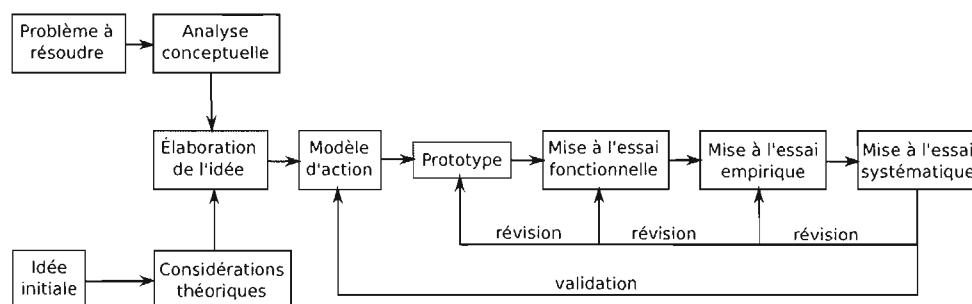 Problème à
résoudre
Analyse
conceptuelle
Élaboration
de l'idée
Modèle
d'action
Prototype
Mise à l'essai
fonctionnelle
Mise à l'essai
empirique
Mise à l'essai
systématique
révision
révision
révision
validation
Idée
initiale
Considérations
théoriques